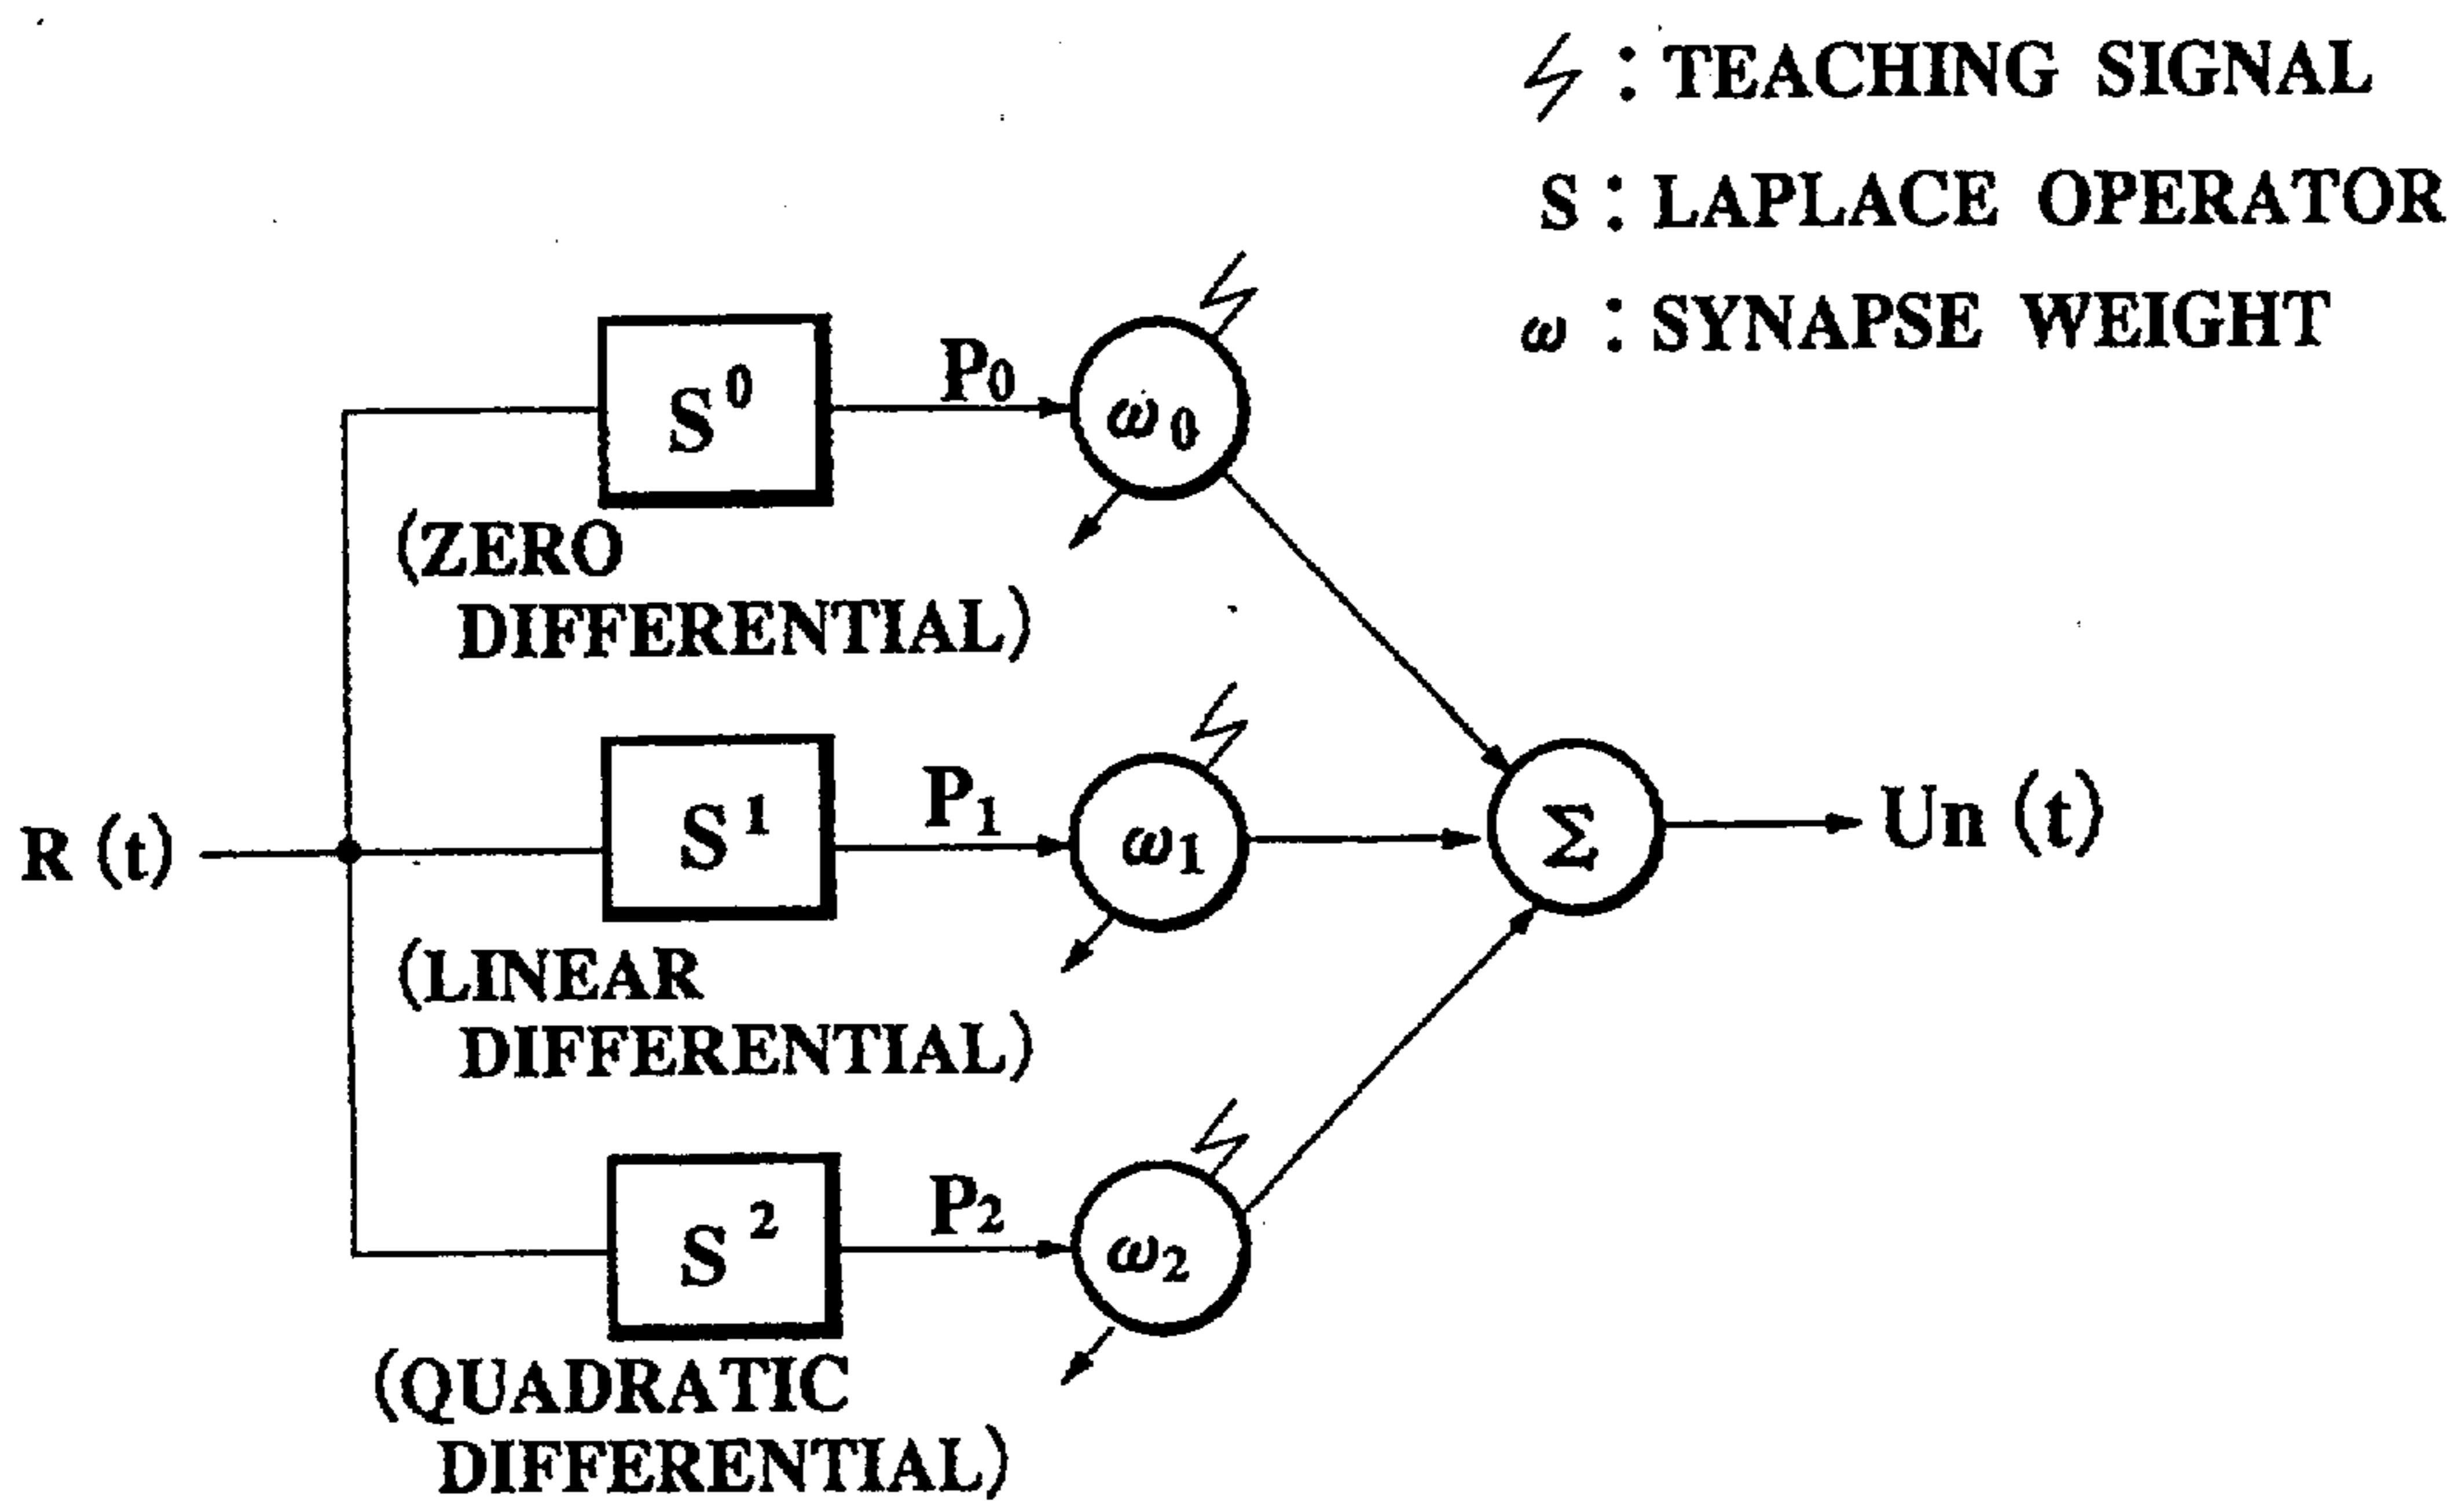 ϟ : TEACHING SIGNAL
S : LAPLACE OPERATOR
ω : SYNAPSE WEIGHT
S⁰
P₀
ω₀
(ZERO
DIFFERENTIAL)
R (t)
S¹
P₁
ω₁
Σ
Un (t)
(LINEAR
DIFFERENTIAL)
S²
P₂
ω₂
(QUADRATIC
DIFFERENTIAL)